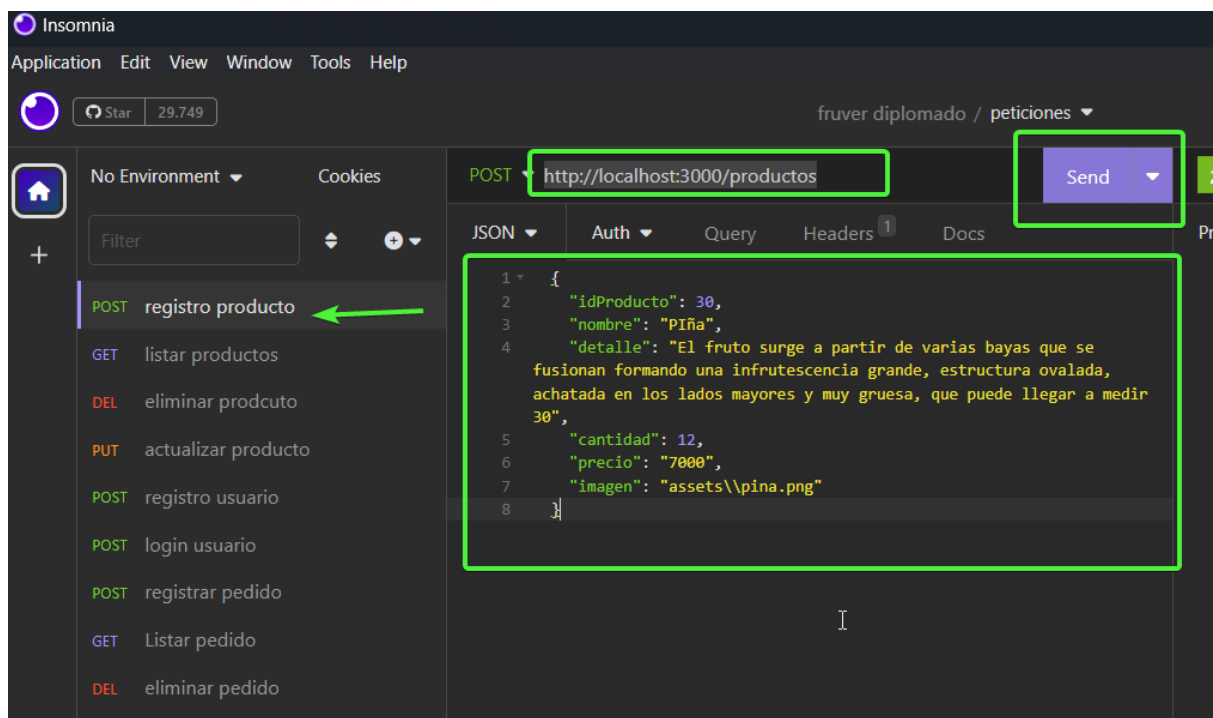 Insomnia
Application Edit View Window Tools Help
Star 29.749
fruver diplomado / peticiones
No Environment Cookies
POST http://localhost:3000/productos Send
Filter
JSON Auth Query Headers 1 Docs
POST registro producto
GET listar productos
DEL eliminar prodcuto
PUT actualizar producto
POST registro usuario
POST login usuario
POST registrar pedido
GET Listar pedido
DEL eliminar pedido
1 {
2 "idProducto": 30,
3 "nombre": "PIña",
4 "detalle": "El fruto surge a partir de varias bayas que se
fusionan formando una infrutescencia grande, estructura ovalada,
achatada en los lados mayores y muy gruesa, que puede llegar a medir
30",
5 "cantidad": 12,
6 "precio": "7000",
7 "imagen": "assets\\pina.png"
8 }